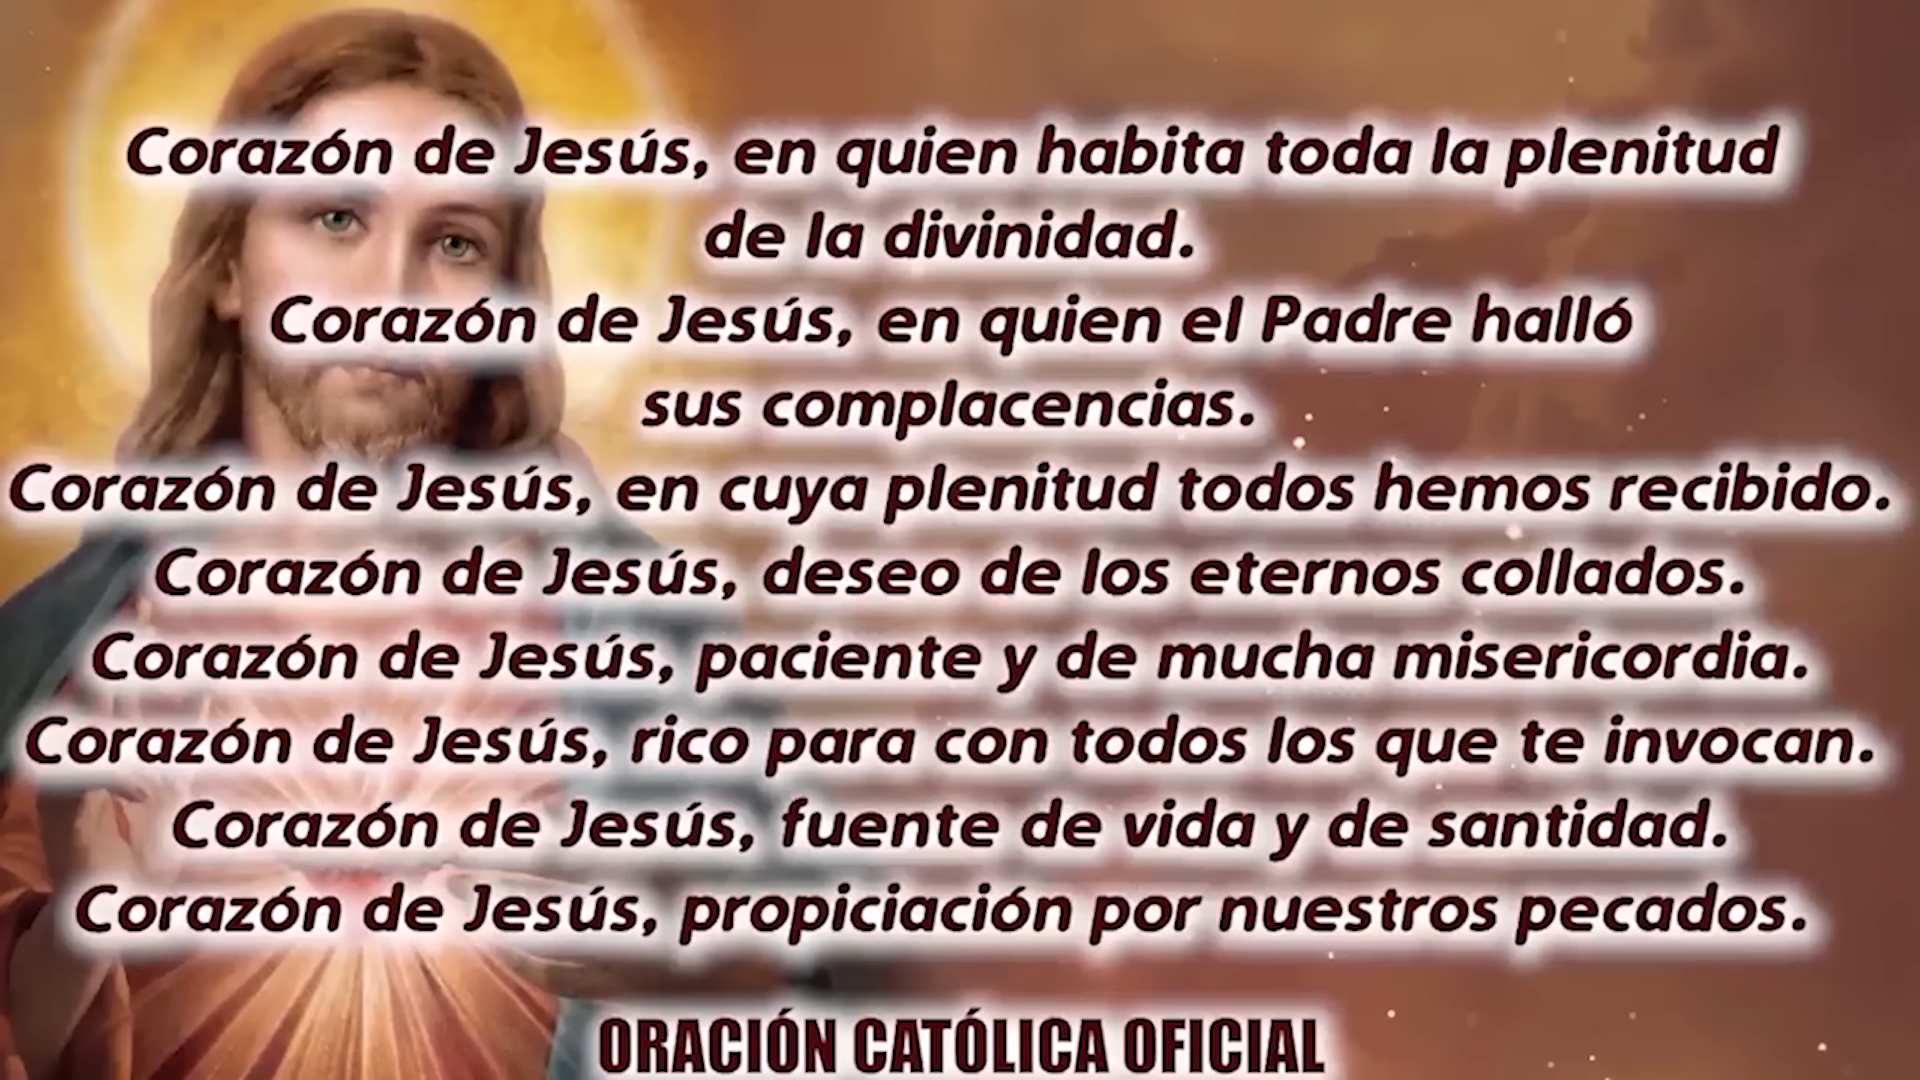 Corazón de Jesús, en quien habita toda la plenitud
de la divinidad.
Corazón de Jesús, en quien el Padre halló
sus complacencias.
Corazón de Jesús, en cuya plenitud todos hemos recibido.
Corazón de Jesús, deseo de los eternos collados.
Corazón de Jesús, paciente y de mucha misericordia.
Corazón de Jesús, rico para con todos los que te invocan.
Corazón de Jesús, fuente de vida y de santidad.
Corazón de Jesús, propiciación por nuestros pecados.
ORACIÓN CATÓLICA OFICIAL